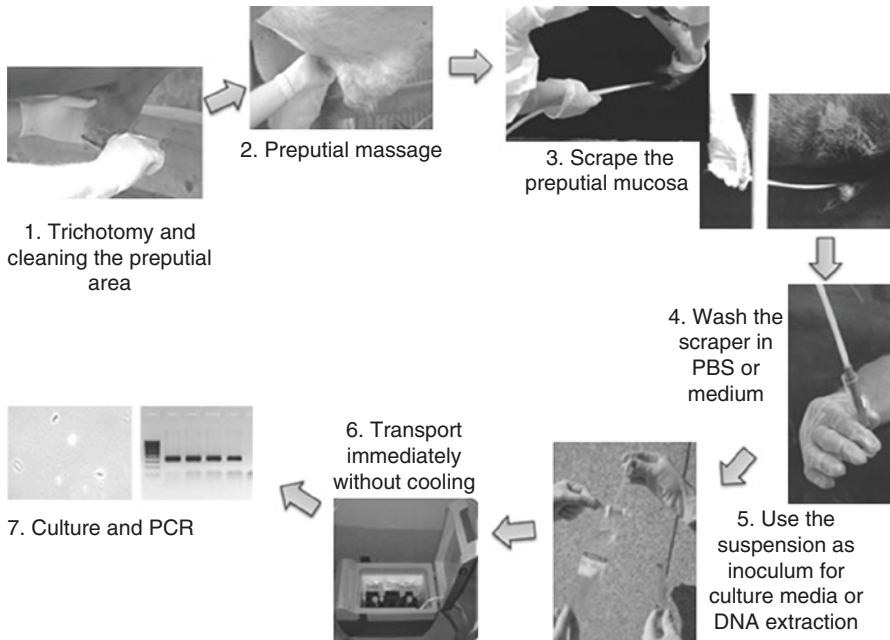 1. Trichotomy and
cleaning the preputial
area
2. Preputial massage
3. Scrape the
preputial mucosa
4. Wash the
scraper in
PBS or
medium
5. Use the
suspension as
inoculum for
culture media or
DNA extraction
6. Transport
immediately
without cooling
7. Culture and PCR